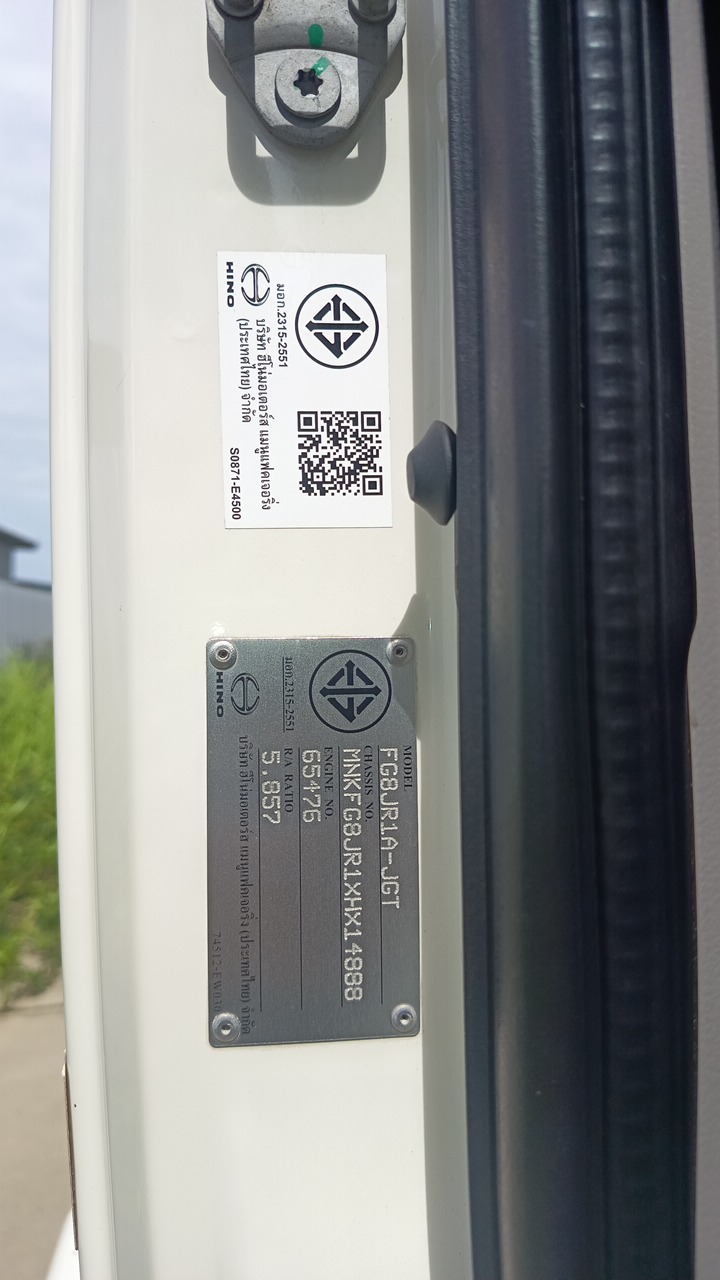 มอก.2315-2551
HINO
บริษัท ฮีโน่มอเตอร์ส แมนูแฟคเจอริ่ง
(ประเทศไทย) จำกัด
S0871-E4500
MODEL
FG8JR1A-JGT
CHASSIS NO.
MNKFG8JR1XHX14888
ENGINE NO.
65476
R/A RATIO
5.857
มอก.2315-2551
HINO
บริษัท ฮีโน่มอเตอร์ส แมนูแฟคเจอริ่ง (ประเทศไทย) จำกัด